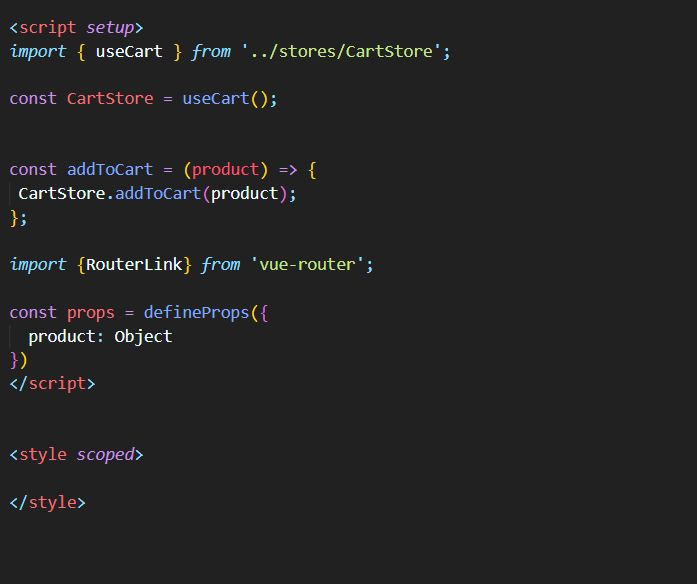 <script setup>
import { useCart } from '../stores/CartStore';
const CartStore = useCart();
const addToCart = (product) => {
CartStore.addToCart(product);
};
import {RouterLink} from 'vue-router';
const props = defineProps({
product: Object
})
</script>
<style scoped>
</style>